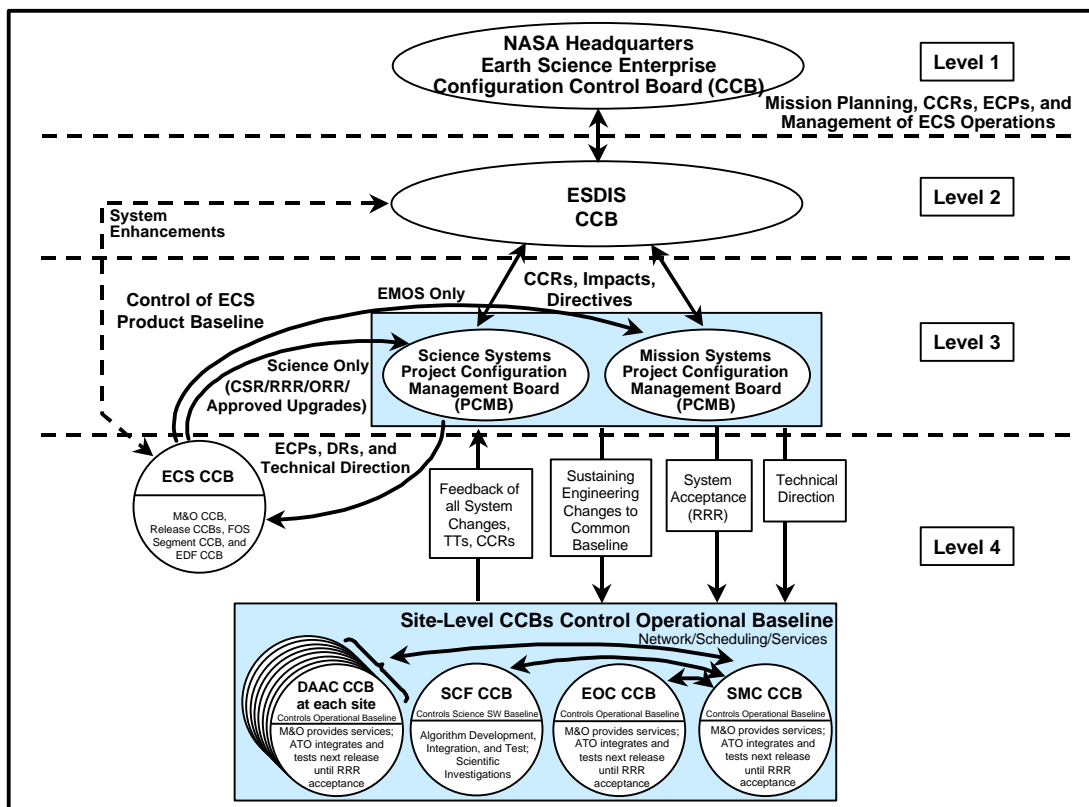 NASA Headquarters
Earth Science Enterprise
Configuration Control Board (CCB)
Level 1
Mission Planning, CCRs, ECPs, and
Management of ECS Operations
ESDIS
CCB
Level 2
System
Enhancements
CCRs, Impacts,
Directives
EMOS Only
Control of ECS
Product Baseline
Level 3
Science Only
(CSR/RRR/ORR/
Approved Upgrades)
Science Systems
Project Configuration
Management Board
(PCMB)
Mission Systems
Project Configuration
Management Board
(PCMB)
ECPs, DRs, and
Technical Direction
ECS CCB
M&O CCB,
Release CCBs, FOS
Segment CCB, and
EDF CCB
Feedback of
all System
Changes,
TTs, CCRs
Sustaining
Engineering
Changes to
Common
Baseline
System
Acceptance
(RRR)
Technical
Direction
Level 4
Site-Level CCBs Control Operational Baseline
Network/Scheduling/Services
DAAC CCB
at each site
Controls Operational Baseline
M&O provides services;
ATO integrates and
tests next release
until RRR
acceptance
SCF CCB
Controls Science SW Baseline
Algorithm Development,
Integration, and Test;
Scientific
Investigations
EOC CCB
Controls Operational Baseline
M&O provides services;
ATO integrates and
tests next release
until RRR
acceptance
SMC CCB
Controls Operational Baseline
M&O provides services;
ATO integrates and
tests next release
until RRR
acceptance